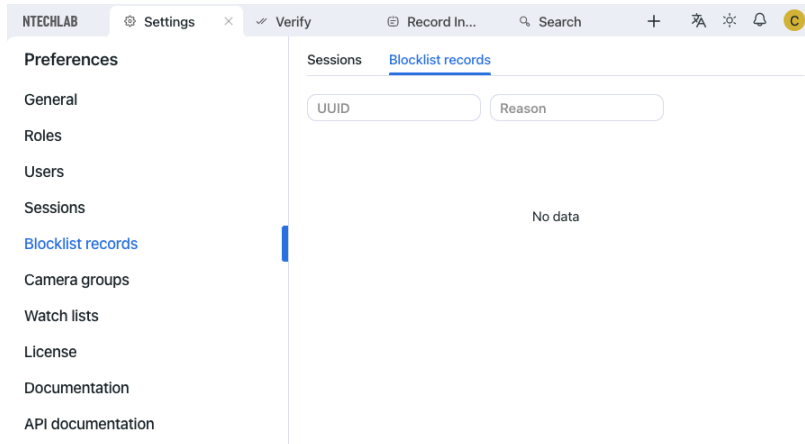 NTECHLAB Settings Verify Record In... Search C
Preferences
General
Roles
Users
Sessions
Blocklist records
Camera groups
Watch lists
License
Documentation
API documentation
Sessions Blocklist records
UUID Reason
No data